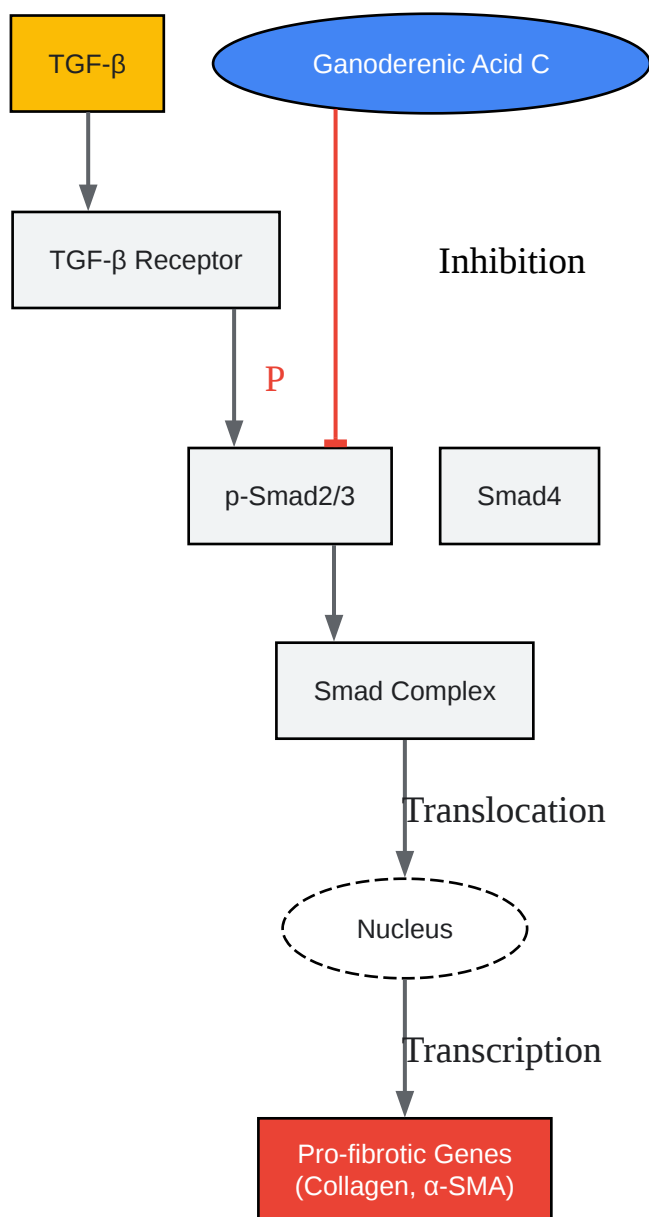 TGF-β
Ganoderenic Acid C
TGF-β Receptor
Inhibition
P
p-Smad2/3
Smad4
Smad Complex
Translocation
Nucleus
Transcription
Pro-fibrotic Genes
(Collagen, α-SMA)